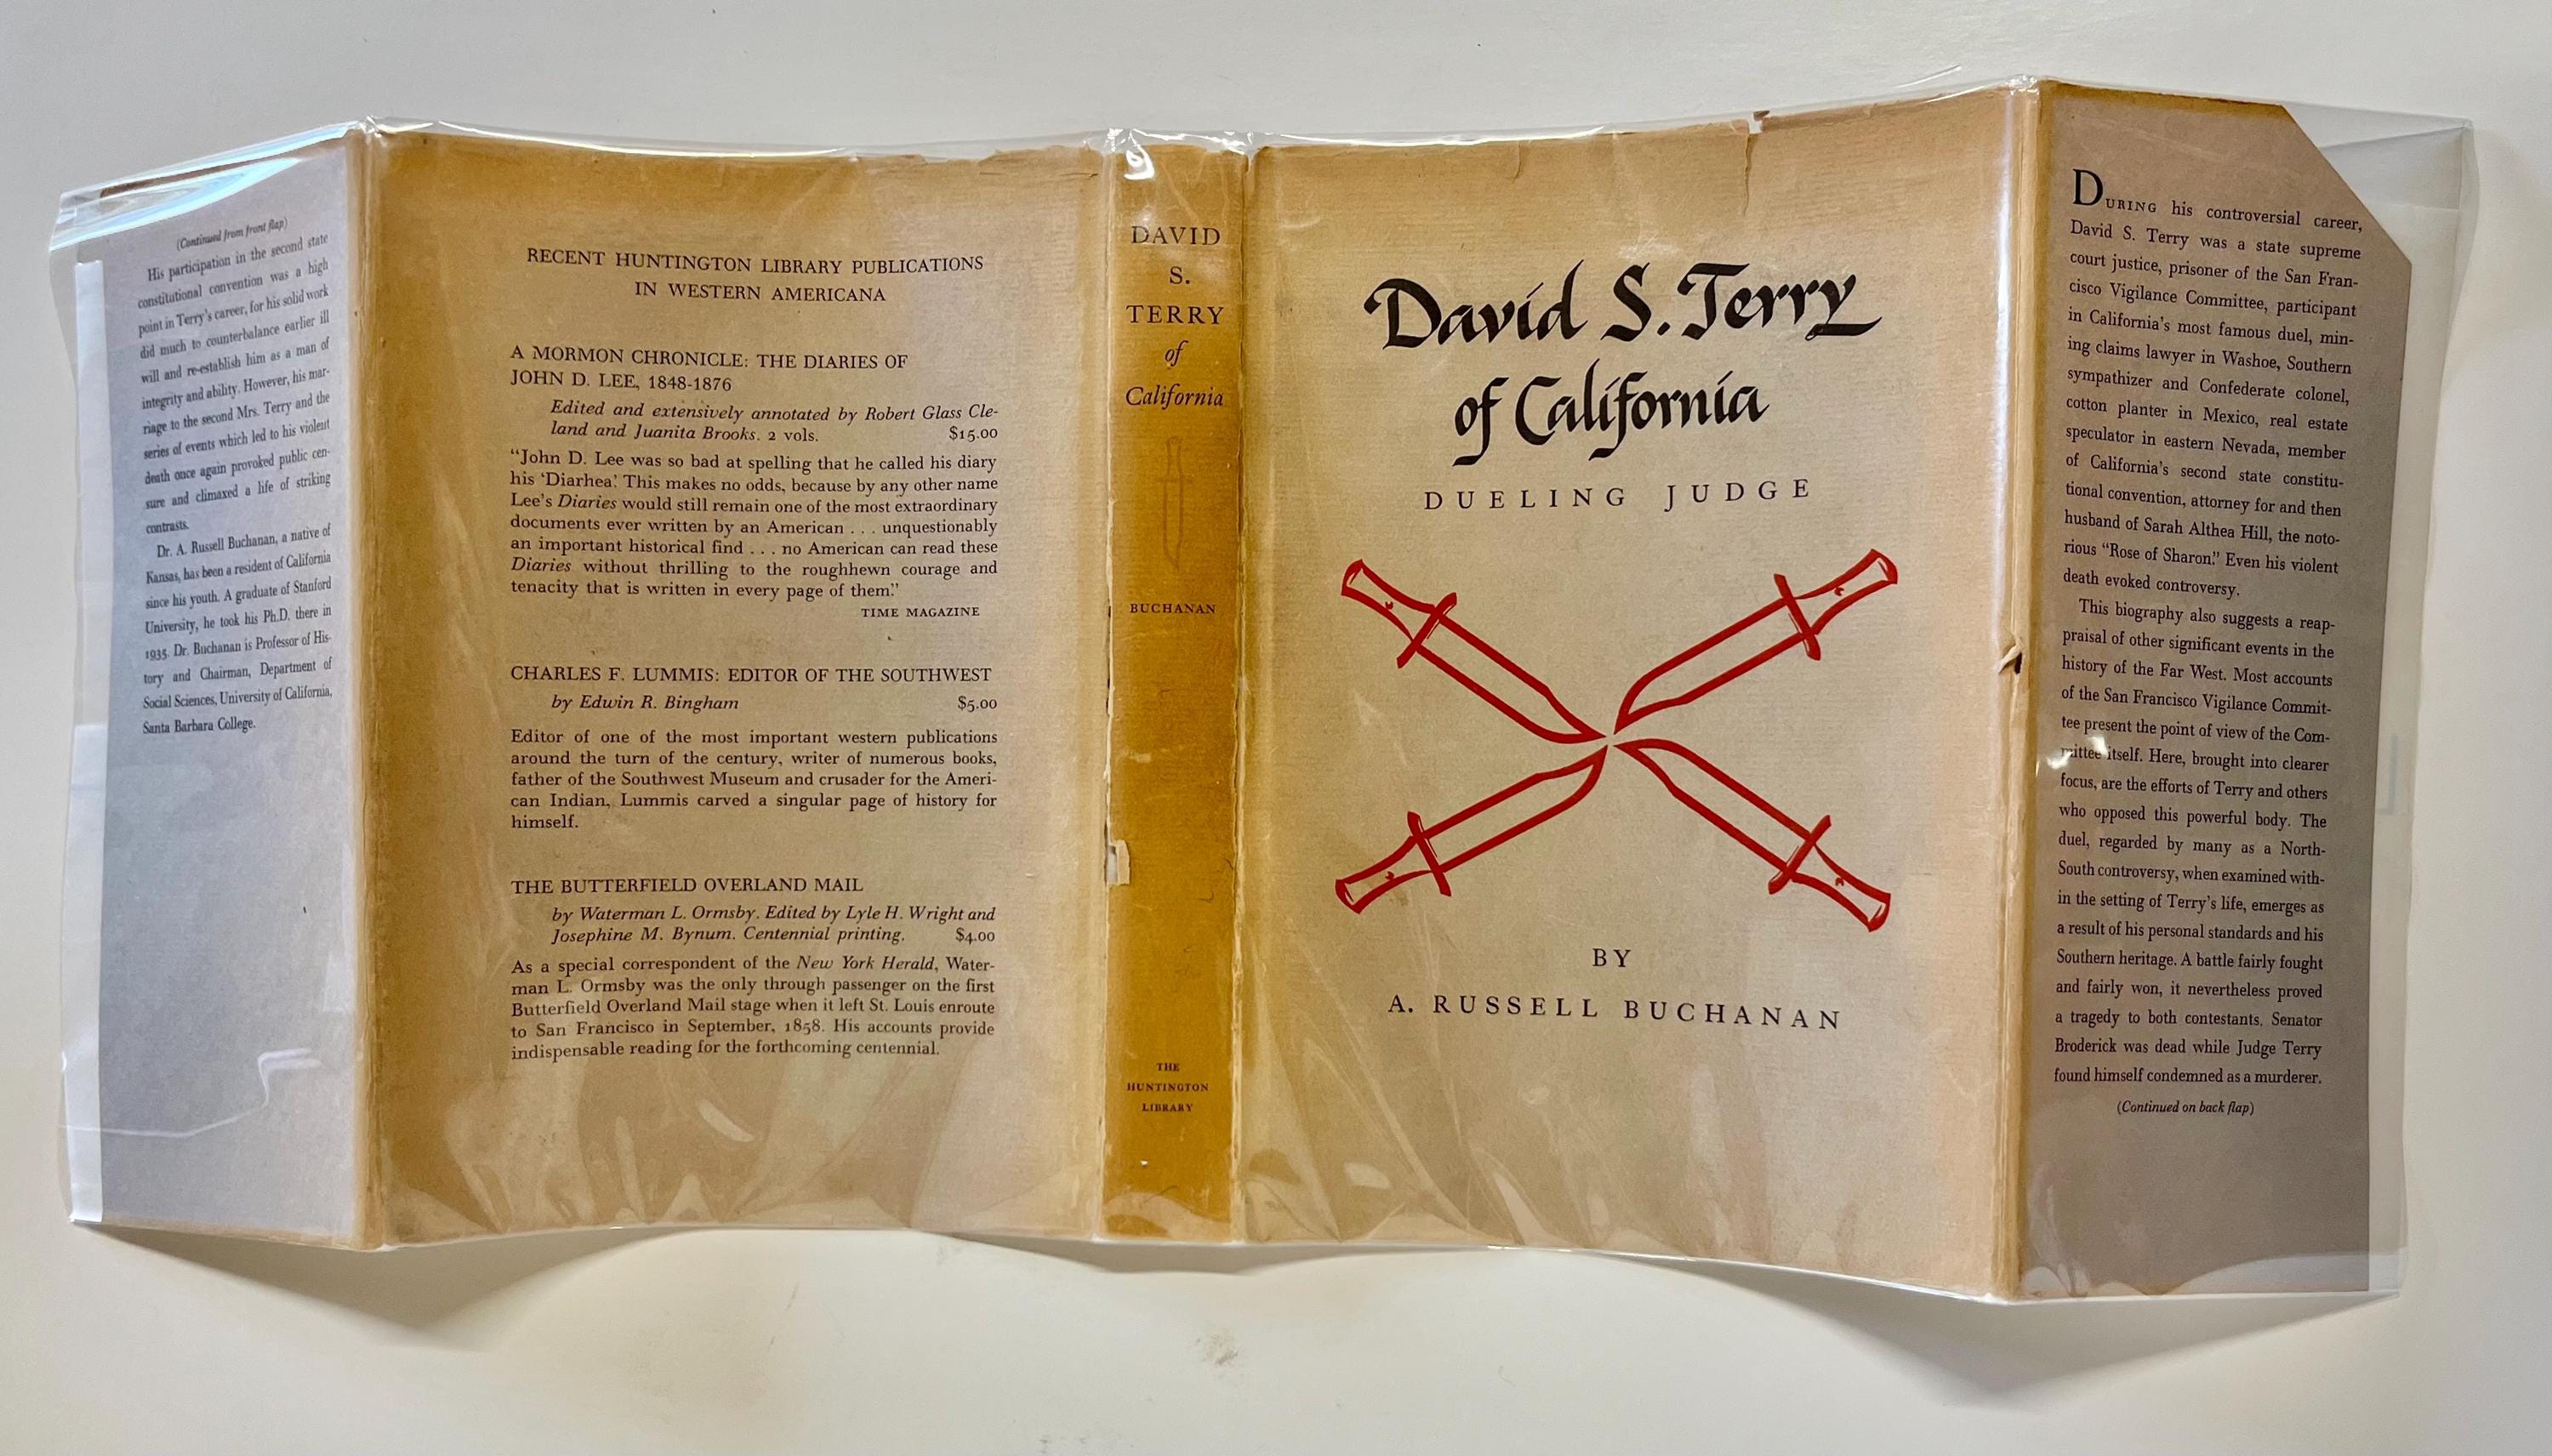 (Continued from front flap)
His participation in the second state
constitutional convention was a high
point in Terry's career, for his solid work
did much to counterbalance earlier ill
will and re-establish him as a man of
integrity and ability. However, his mar-
riage to the second Mrs. Terry and the
series of events which led to his violent
death once again provoked public cen-
sure and climaxed a life of striking
contrasts.
Dr. A. Russell Buchanan, a native of
Kansas, has been a resident of California
since his youth. A graduate of Stanford
University, he took his Ph.D. there in
1935. Dr. Buchanan is Professor of His-
tory and Chairman, Department of
Social Sciences, University of California,
Santa Barbara College.
RECENT HUNTINGTON LIBRARY PUBLICATIONS
IN WESTERN AMERICANA
A MORMON CHRONICLE: THE DIARIES OF
JOHN D. LEE, 1848-1876
Edited and extensively annotated by Robert Glass Cle-
land and Juanita Brooks. 2 vols. $15.00
"John D. Lee was so bad at spelling that he called his diary
his 'Diarhea.' This makes no odds, because by any other name
Lee's Diaries would still remain one of the most extraordinary
documents ever written by an American . . . unquestionably
an important historical find . . . no American can read these
Diaries without thrilling to the roughhewn courage and
tenacity that is written in every page of them."
TIME MAGAZINE
CHARLES F. LUMMIS: EDITOR OF THE SOUTHWEST
by Edwin R. Bingham $5.00
Editor of one of the most important western publications
around the turn of the century, writer of numerous books,
father of the Southwest Museum and crusader for the Ameri-
can Indian, Lummis carved a singular page of history for
himself.
THE BUTTERFIELD OVERLAND MAIL
by Waterman L. Ormsby. Edited by Lyle H. Wright and
Josephine M. Bynum. Centennial printing. $4.00
As a special correspondent of the New York Herald, Water-
man L. Ormsby was the only through passenger on the first
Butterfield Overland Mail stage when it left St. Louis enroute
to San Francisco in September, 1858. His accounts provide
indispensable reading for the forthcoming centennial.
DAVID
S.
TERRY
of
California
BUCHANAN
THE
HUNTINGTON
LIBRARY
David S. Terry
of California
DUELING JUDGE
BY
A. RUSSELL BUCHANAN
DURING his controversial career,
David S. Terry was a state supreme
court justice, prisoner of the San Fran-
cisco Vigilance Committee, participant
in California's most famous duel, min-
ing claims lawyer in Washoe, Southern
sympathizer and Confederate colonel,
cotton planter in Mexico, real estate
speculator in eastern Nevada, member
of California's second state constitu-
tional convention, attorney for and then
husband of Sarah Althea Hill, the noto-
rious "Rose of Sharon." Even his violent
death evoked controversy.
This biography also suggests a reap-
praisal of other significant events in the
history of the Far West. Most accounts
of the San Francisco Vigilance Commit-
tee present the point of view of the Com-
mittee itself. Here, brought into clearer
focus, are the efforts of Terry and others
who opposed this powerful body. The
duel, regarded by many as a North-
South controversy, when examined with-
in the setting of Terry's life, emerges as
a result of his personal standards and his
Southern heritage. A battle fairly fought
and fairly won, it nevertheless proved
a tragedy to both contestants. Senator
Broderick was dead while Judge Terry
found himself condemned as a murderer.
(Continued on back flap)